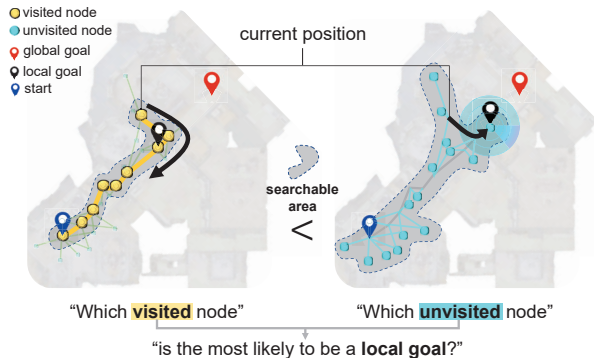 visited node
unvisited node
global goal
local goal
start
current position
searchable
area
<
“Which visited node”
“Which unvisited node”
“is the most likely to be a local goal?”